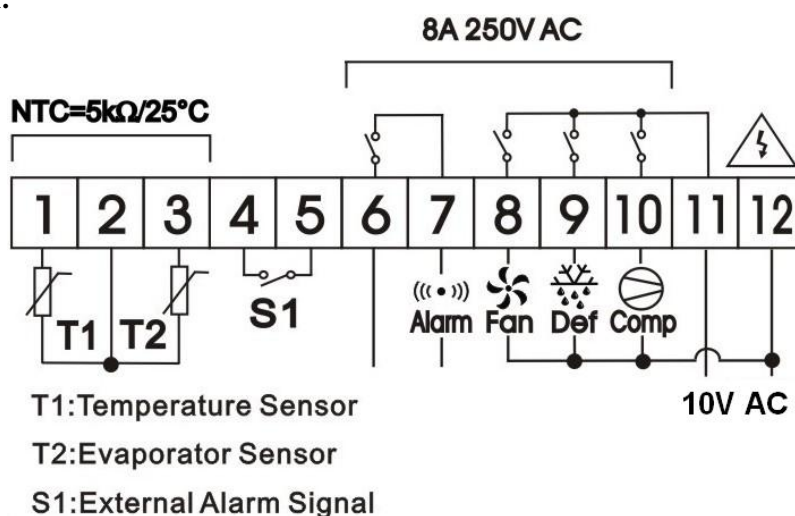 8A 250V AC
NTC=5kΩ/25°C
1 2 3 4 5 6 7 8 9 10 11 12
T1 T2 S1 Alarm Fan Def Comp
10V AC
T1:Temperature Sensor
T2:Evaporator Sensor
S1:External Alarm Signal